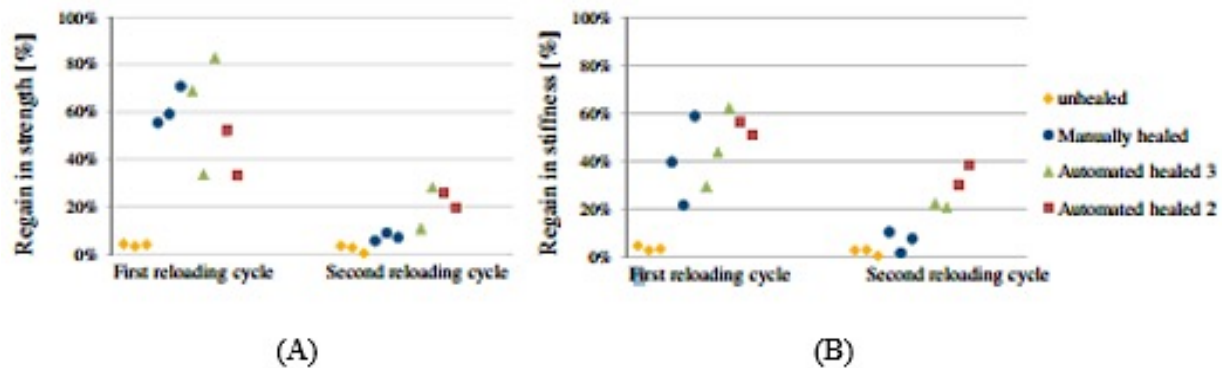 100%
80%
60%
40%
20%
0%
Regain in strength [%]
First reloading cycle
Second reloading cycle
(A)
100%
80%
60%
40%
20%
0%
Regain in stiffness [%]
First reloading cycle
Second reloading cycle
(B)
unhealed
Manually healed
Automated healed 3
Automated healed 2